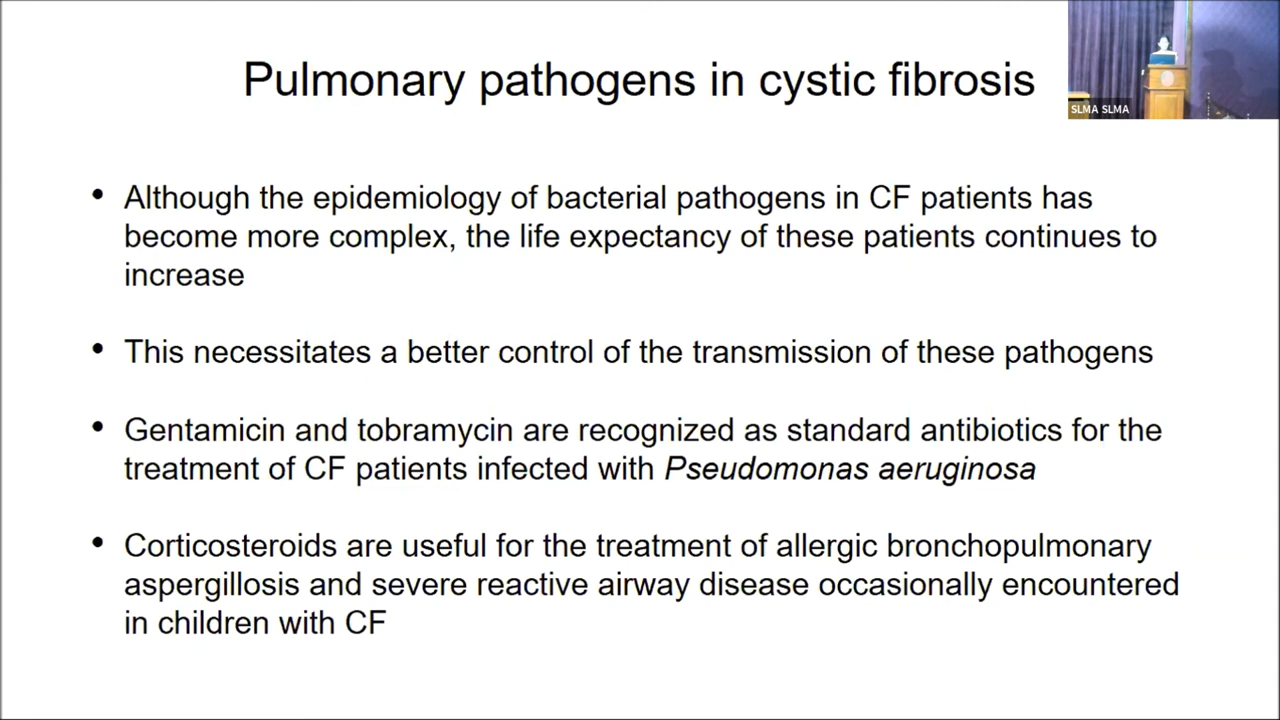 Pulmonary pathogens in cystic fibrosis
SLMA SLMA
• Although the epidemiology of bacterial pathogens in CF patients has
become more complex, the life expectancy of these patients continues to
increase
• This necessitates a better control of the transmission of these pathogens
• Gentamicin and tobramycin are recognized as standard antibiotics for the
treatment of CF patients infected with Pseudomonas aeruginosa
• Corticosteroids are useful for the treatment of allergic bronchopulmonary
aspergillosis and severe reactive airway disease occasionally encountered
in children with CF